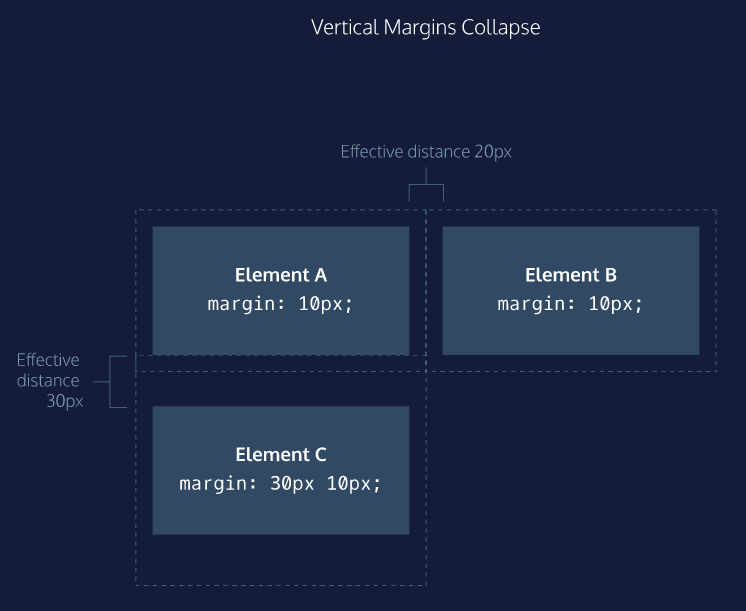 Vertical Margins Collapse
Effective distance 20px
Element A
margin: 10px;
Element B
margin: 10px;
Effective
distance
30px
Element C
margin: 30px 10px;